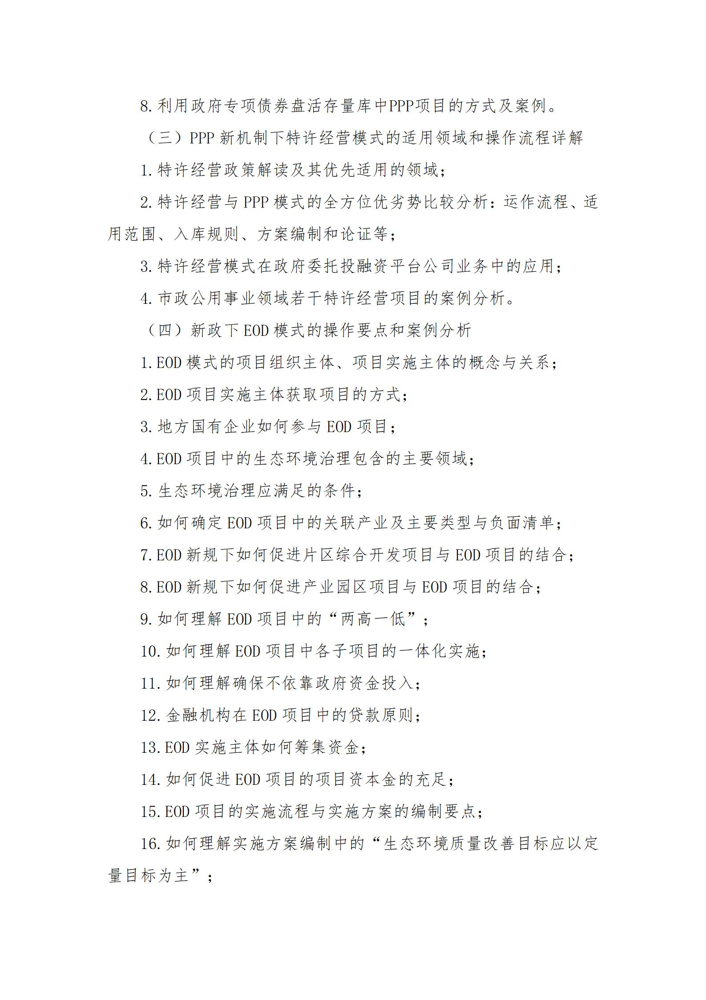 8.利用政府专项债券盘活存量库中PPP项目的方式及案例。
（三）PPP 新机制下特许经营模式的适用领域和操作流程详解
1.特许经营政策解读及其优先适用的领域；
2.特许经营与 PPP 模式的全方位优劣势比较分析：运作流程、适
用范围、入库规则、方案编制和论证等；
3.特许经营模式在政府委托投融资平台公司业务中的应用；
4.市政公用事业领域若干特许经营项目的案例分析。
（四）新政下 EOD 模式的操作要点和案例分析
1.EOD 模式的项目组织主体、项目实施主体的概念与关系；
2.EOD 项目实施主体获取项目的方式；
3.地方国有企业如何参与 EOD 项目；
4.EOD 项目中的生态环境治理包含的主要领域；
5.生态环境治理应满足的条件；
6.如何确定 EOD 项目中的关联产业及主要类型与负面清单；
7.EOD 新规下如何促进片区综合开发项目与 EOD 项目的结合；
8.EOD 新规下如何促进产业园区项目与 EOD 项目的结合；
9.如何理解 EOD 项目中的“两高一低”；
10.如何理解 EOD 项目中各子项目的一体化实施；
11.如何理解确保不依靠政府资金投入；
12.金融机构在 EOD 项目中的贷款原则；
13.EOD 实施主体如何筹集资金；
14.如何促进 EOD 项目的项目资本金的充足；
15.EOD 项目的实施流程与实施方案的编制要点；
16.如何理解实施方案编制中的“生态环境质量改善目标应以定
量目标为主”；